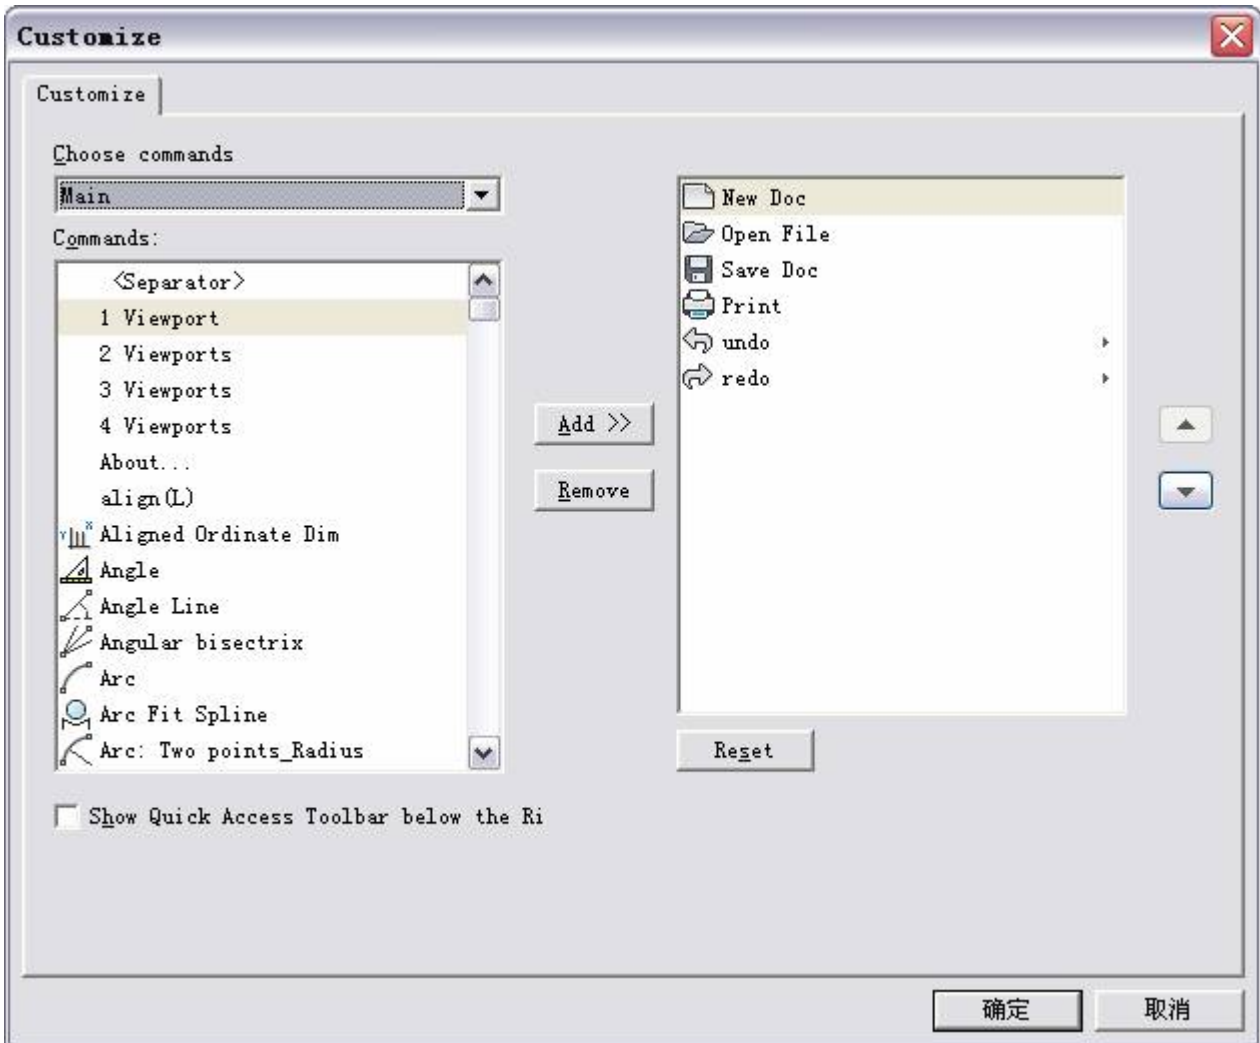 Customize
Customize
Choose commands
Main
Commands:
<Separator>
1 Viewport
2 Viewports
3 Viewports
4 Viewports
About...
align(L)
Aligned Ordinate Dim
Angle
Angle Line
Angular bisectrix
Arc
Arc Fit Spline
Arc: Two points_Radius
Add >>
Remove
New Doc
Open File
Save Doc
Print
undo
redo
Reset
Show Quick Access Toolbar below the Ri
确定
取消